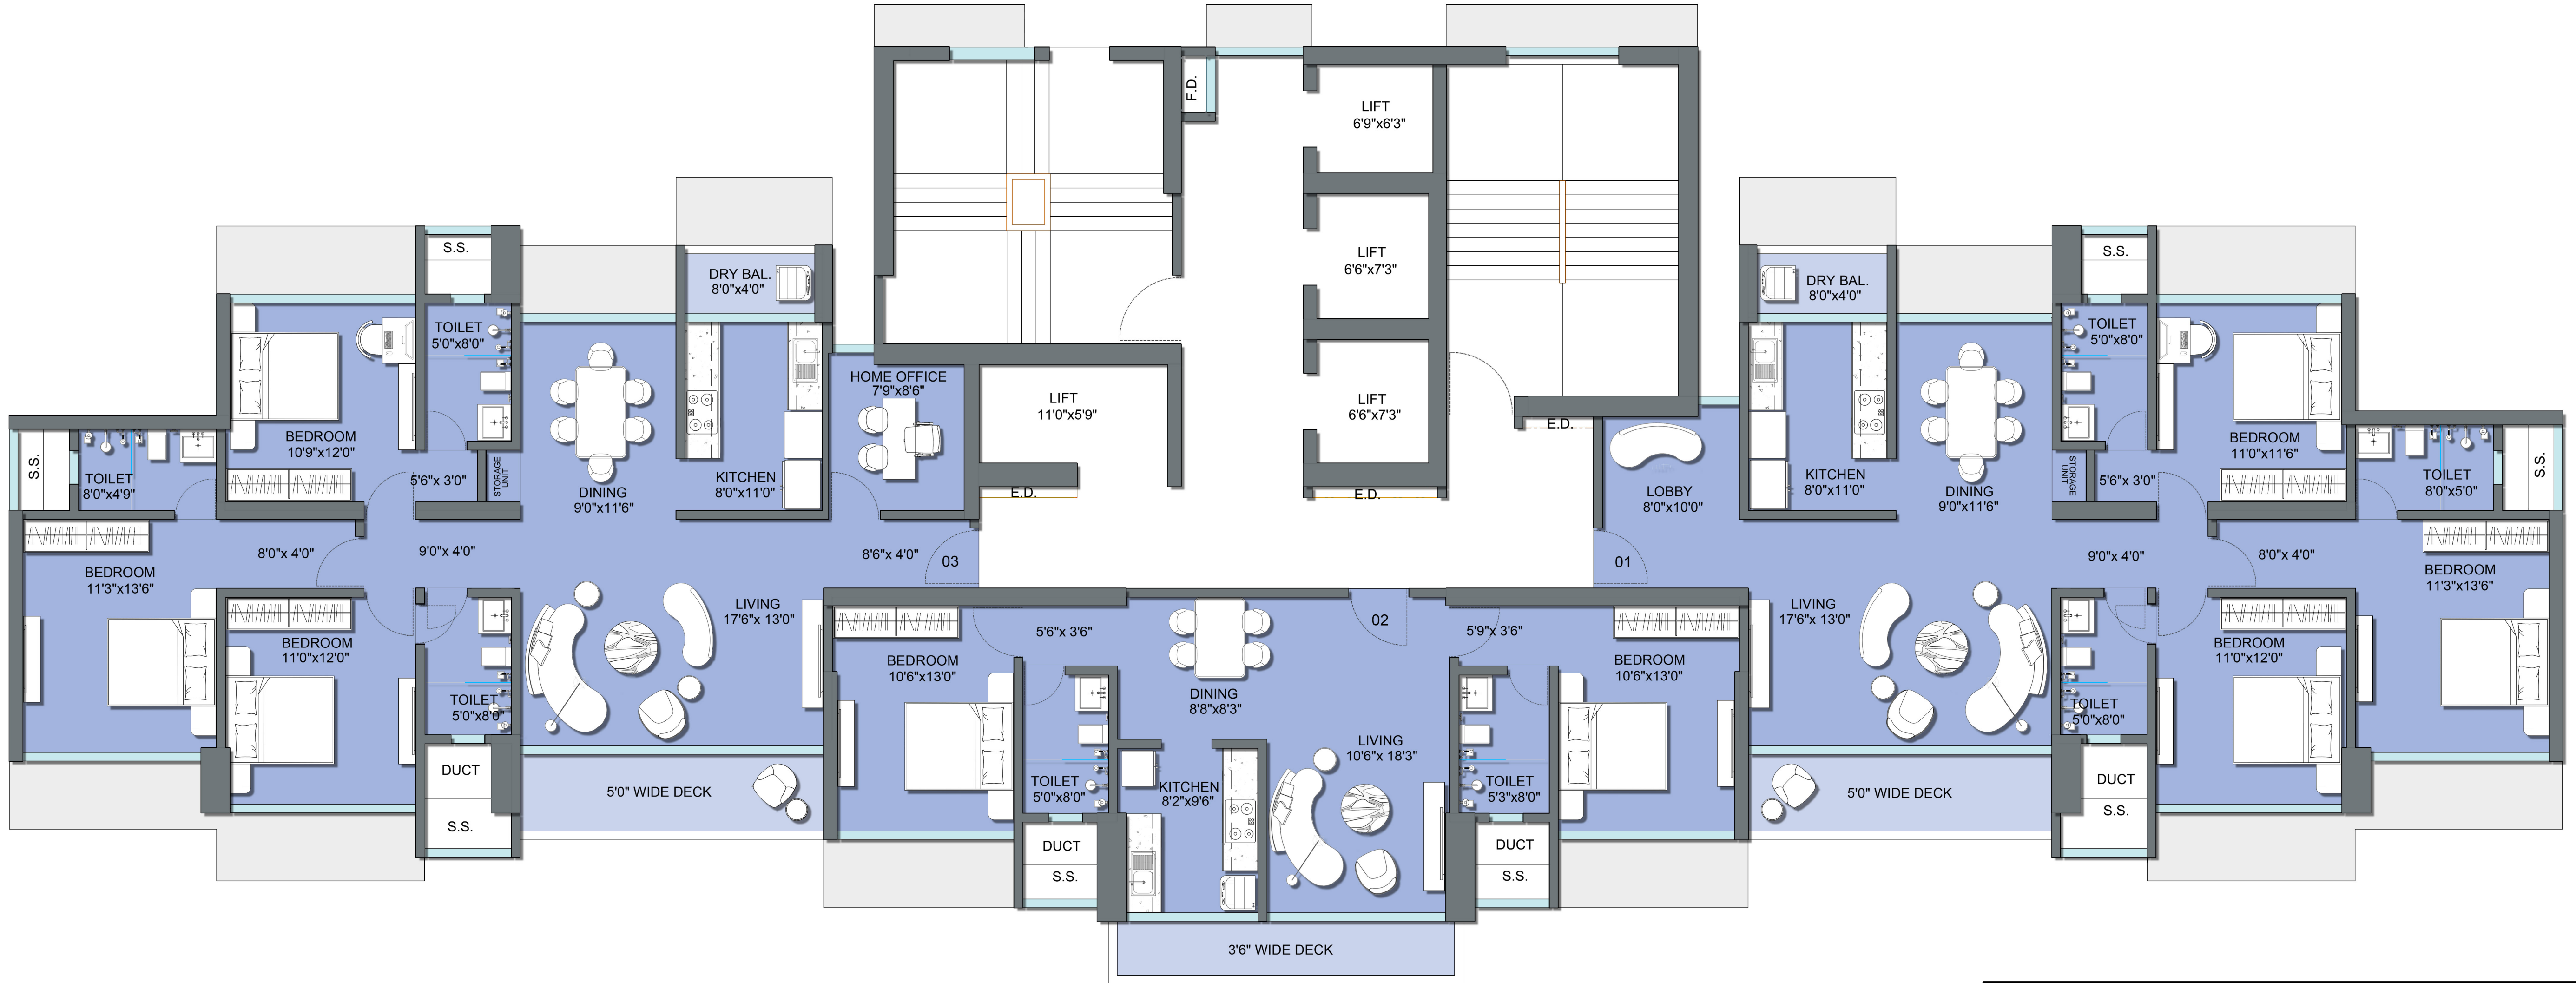 F.D.
LIFT
6'9"x6'3"
LIFT
6'6"x7'3"
LIFT
6'6"x7'3"
LIFT
11'0"x5'9"
E.D.
E.D.
E.D.
S.S.
DRY BAL.
8'0"x4'0"
TOILET
5'0"x8'0"
HOME OFFICE
7'9"x8'6"
BEDROOM
10'9"x12'0"
S.S.
TOILET
8'0"x4'9"
5'6"x 3'0"
STORAGE
UNIT
DINING
9'0"x11'6"
KITCHEN
8'0"x11'0"
8'0"x 4'0"
9'0"x 4'0"
8'6"x 4'0"
03
BEDROOM
11'3"x13'6"
BEDROOM
11'0"x12'0"
LIVING
17'6"x 13'0"
TOILET
5'0"x8'0"
DUCT
S.S.
5'0" WIDE DECK
BEDROOM
10'6"x13'0"
5'6"x 3'6"
02
5'9"x 3'6"
DINING
8'8"x8'3"
LIVING
10'6"x 18'3"
BEDROOM
10'6"x13'0"
TOILET
5'0"x8'0"
KITCHEN
8'2"x9'6"
TOILET
5'3"x8'0"
DUCT
S.S.
DUCT
S.S.
3'6" WIDE DECK
S.S.
DRY BAL.
8'0"x4'0"
TOILET
5'0"x8'0"
BEDROOM
11'0"x11'6"
LOBBY
8'0"x10'0"
KITCHEN
8'0"x11'0"
DINING
9'0"x11'6"
STORAGE
UNIT
5'6"x 3'0"
TOILET
8'0"x5'0"
S.S.
01
9'0"x 4'0"
8'0"x 4'0"
BEDROOM
11'3"x13'6"
LIVING
17'6"x 13'0"
BEDROOM
11'0"x12'0"
TOILET
5'0"x8'0"
DUCT
S.S.
5'0" WIDE DECK